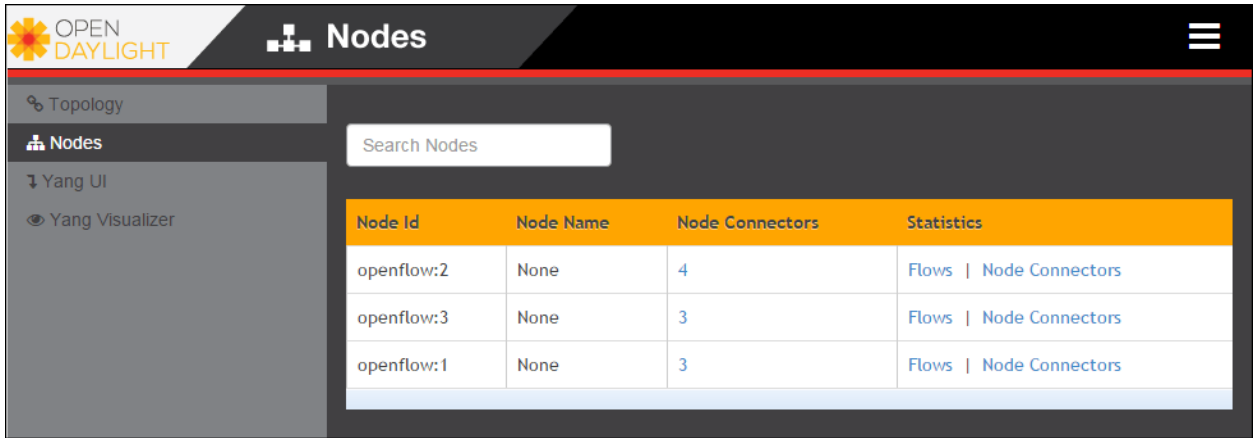 OPEN
DAYLIGHT
Nodes
Topology
Nodes
Yang UI
Yang Visualizer
Search Nodes
Node Id Node Name Node Connectors Statistics
openflow:2 None 4 Flows | Node Connectors
openflow:3 None 3 Flows | Node Connectors
openflow:1 None 3 Flows | Node Connectors